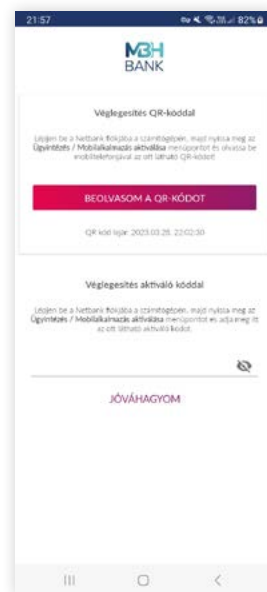 21:57
82%
MBH
BANK
Véglegesítés QR-kóddal
Lépjen be a Netbank fiókjába a számítógépén, majd nyissa meg az
Ügyintézés / Mobilalkalmazás aktiválása menüpontot és olvassa be
mobiltelefonjával az ott látható QR-kódot!
BEOLVASOM A QR-KÓDOT
QR kód lejár: 2023.03.28. 22:02:30
Véglegesítés aktiváló kóddal
Lépjen be a Netbank fiókjába a számítógépén, majd nyissa meg az
Ügyintézés / Mobilalkalmazás aktiválása menüpontot és adja meg itt
az ott látható aktiváló kódot.
JÓVÁHAGYOM